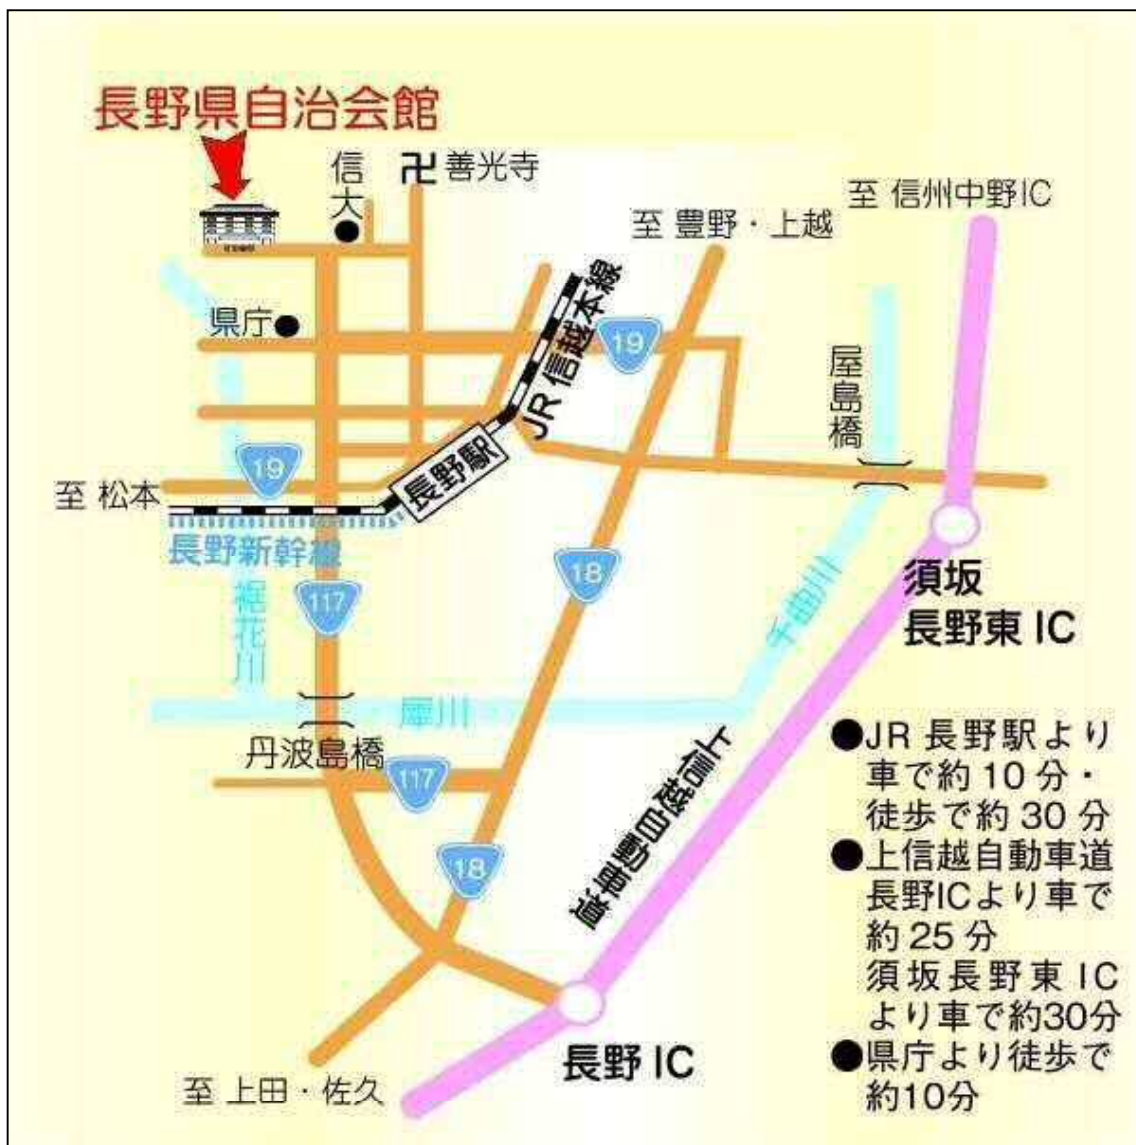 長野県自治会館
信大
卍 善光寺
至 信州中野IC
至 豊野・上越
JR 信越本線
県庁
19
屋島橋
19
長野駅
至 松本
長野新幹線
18
117
裾花川
千曲川
須坂
長野東 IC
犀川
丹波島橋
117
上信越自動車道
18
長野 IC
至 上田・佐久
●JR 長野駅より
車で約 10 分・
徒歩で約 30 分
●上信越自動車道
長野ICより車で
約 25 分
須坂長野東 IC
より車で約30分
●県庁より徒歩で
約10分